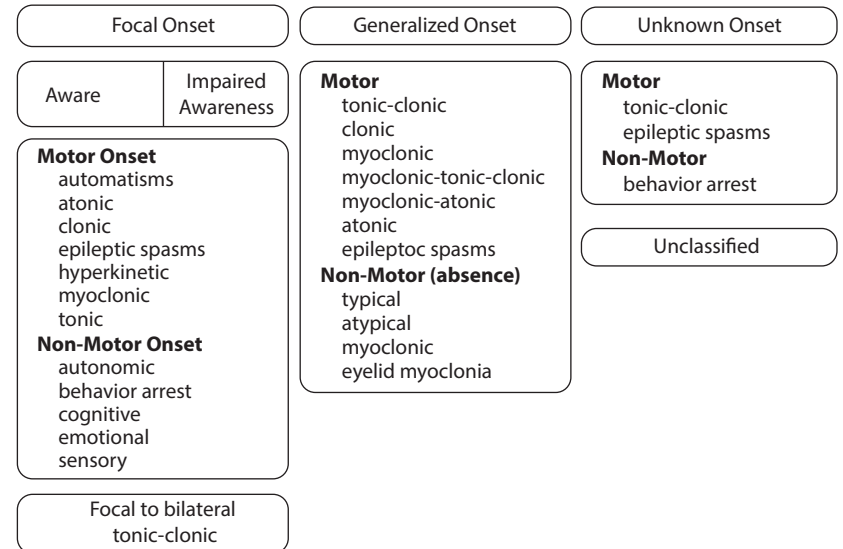 Focal Onset
Aware
Impaired
Awareness
Motor Onset
automatisms
atonic
clonic
epileptic spasms
hyperkinetic
myoclonic
tonic
Non-Motor Onset
autonomic
behavior arrest
cognitive
emotional
sensory
Focal to bilateral
tonic-clonic
Generalized Onset
Motor
tonic-clonic
clonic
myoclonic
myoclonic-tonic-clonic
myoclonic-atonic
atonic
epileptoc spasms
Non-Motor (absence)
typical
atypical
myoclonic
eyelid myoclonia
Unknown Onset
Motor
tonic-clonic
epileptic spasms
Non-Motor
behavior arrest
Unclassified